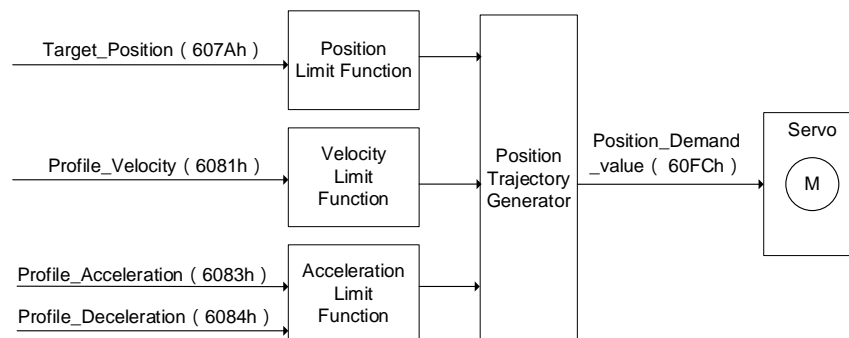 Target_Position ( 607Ah )
Position
Limit Function
Profile_Velocity ( 6081h )
Velocity
Limit
Function
Profile_Acceleration ( 6083h )
Profile_Deceleration ( 6084h )
Acceleration
Limit
Function
Position
Trajectory
Generator
Position_Demand
_value ( 60FCh )
Servo
M